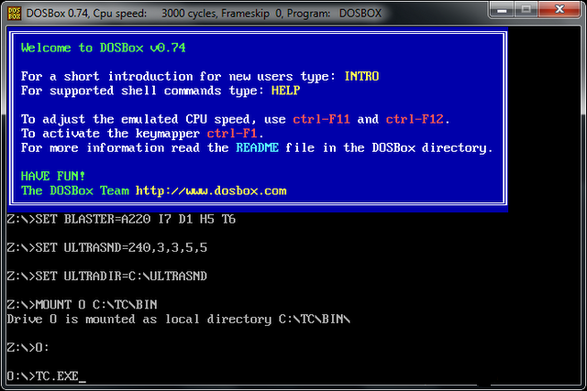 DOS
BOX
DOSBox 0.74, Cpu speed:    3000 cycles, Frameskip  0, Program:   DOSBOX
Welcome to DOSBox v0.74
For a short introduction for new users type: INTRO
For supported shell commands type: HELP
To adjust the emulated CPU speed, use ctrl-F11 and ctrl-F12.
To activate the keymapper ctrl-F1.
For more information read the README file in the DOSBox directory.
HAVE FUN!
The DOSBox Team http://www.dosbox.com
Z:\>SET BLASTER=A220 I7 D1 H5 T6
Z:\>SET ULTRASND=240,3,3,5,5
Z:\>SET ULTRADIR=C:\ULTRASND
Z:\>MOUNT O C:\TC\BIN
Drive O is mounted as local directory C:\TC\BIN\
Z:\>O:
O:\>TC.EXE_